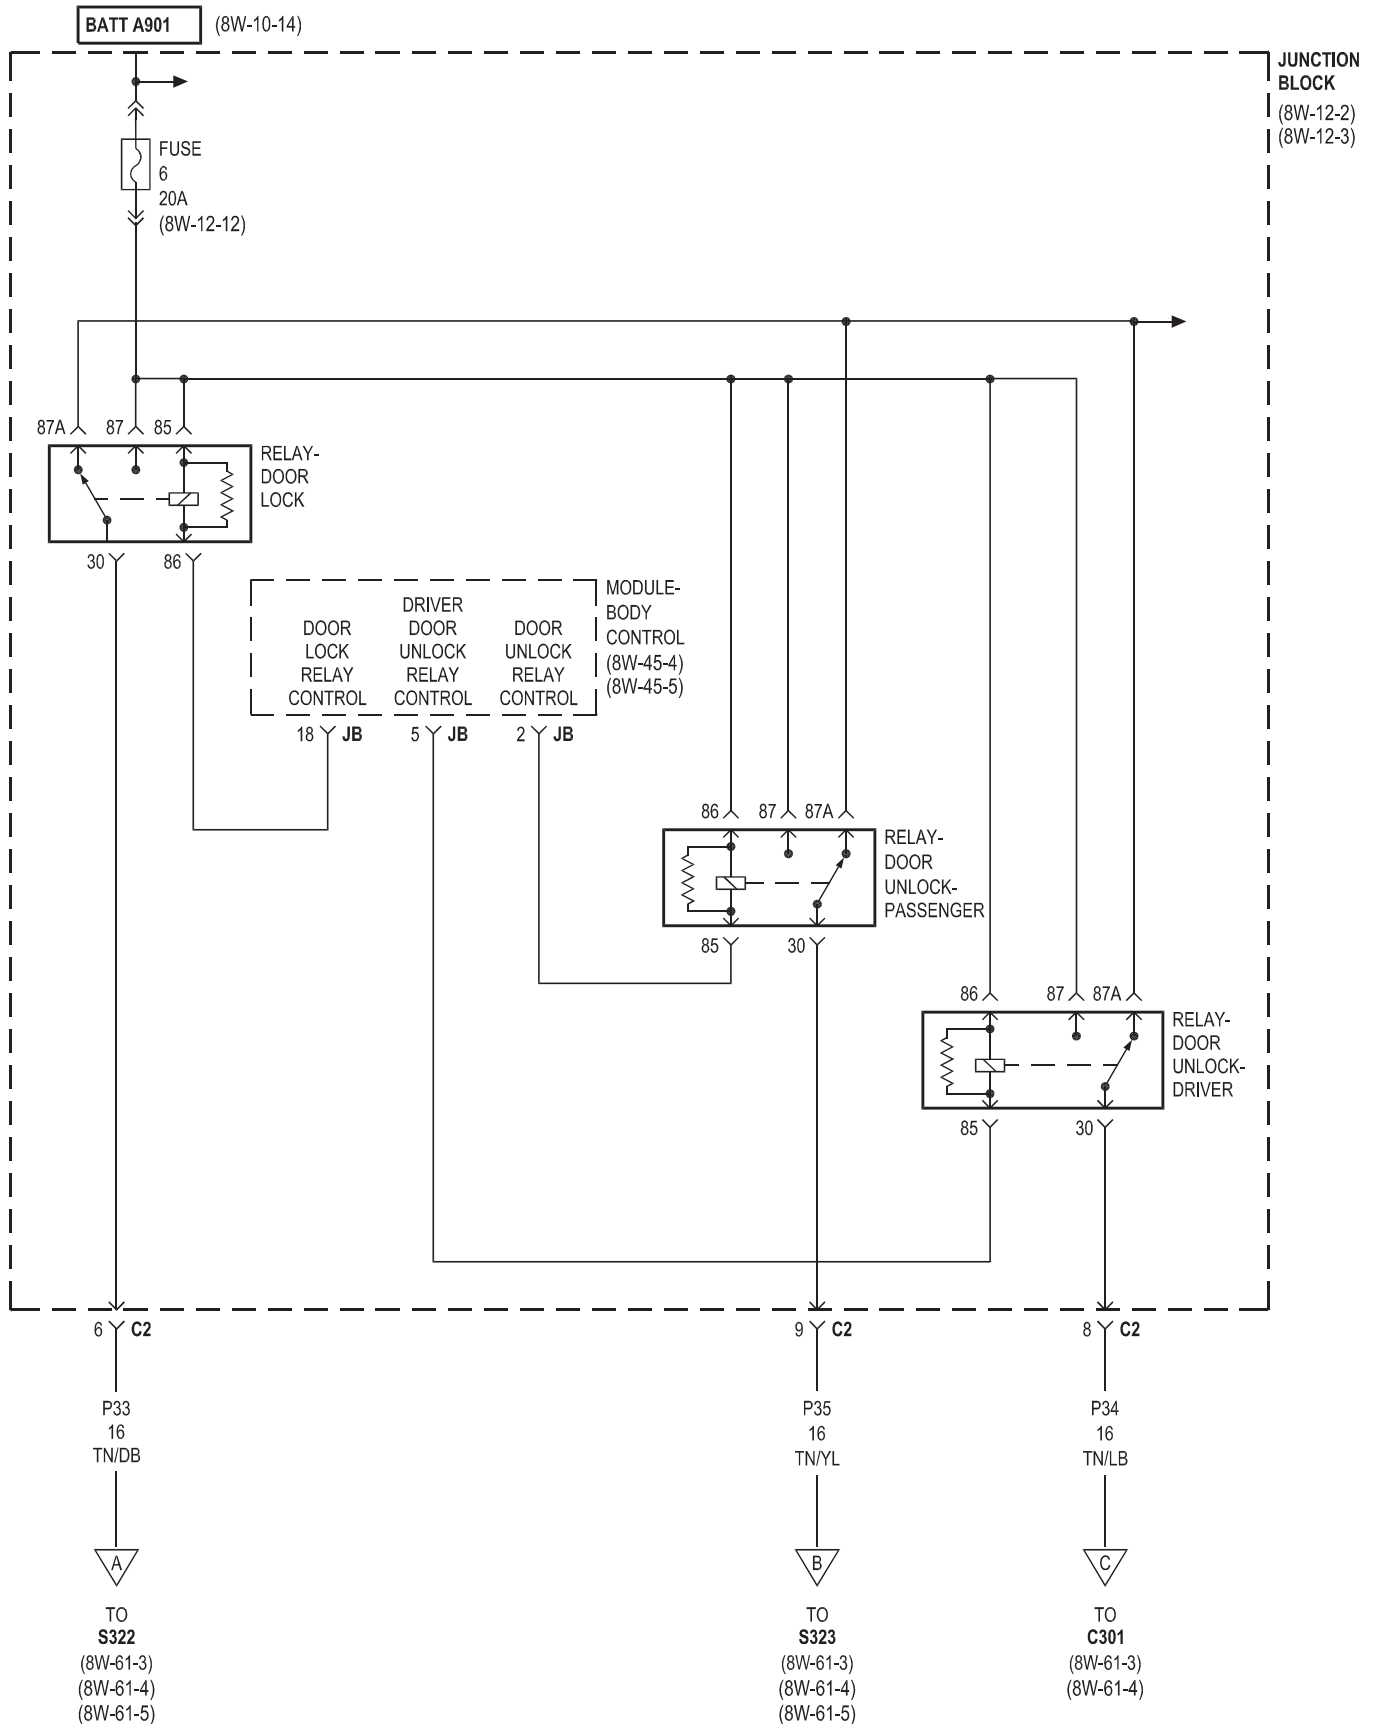 BATT A901 (8W-10-14)
JUNCTION
BLOCK
(8W-12-2)
(8W-12-3)
FUSE
6
20A
(8W-12-12)
87A 87 85
RELAY-
DOOR
LOCK
30 86
MODULE-
BODY
CONTROL
(8W-45-4)
(8W-45-5)
DOOR
LOCK
RELAY
CONTROL
DRIVER
DOOR
UNLOCK
RELAY
CONTROL
DOOR
UNLOCK
RELAY
CONTROL
18 JB 5 JB 2 JB
86 87 87A
RELAY-
DOOR
UNLOCK-
PASSENGER
85 30
86 87 87A
RELAY-
DOOR
UNLOCK-
DRIVER
85 30
6 C2
P33
16
TN/DB
A
TO
S322
(8W-61-3)
(8W-61-4)
(8W-61-5)
9 C2
P35
16
TN/YL
B
TO
S323
(8W-61-3)
(8W-61-4)
(8W-61-5)
8 C2
P34
16
TN/LB
C
TO
C301
(8W-61-3)
(8W-61-4)